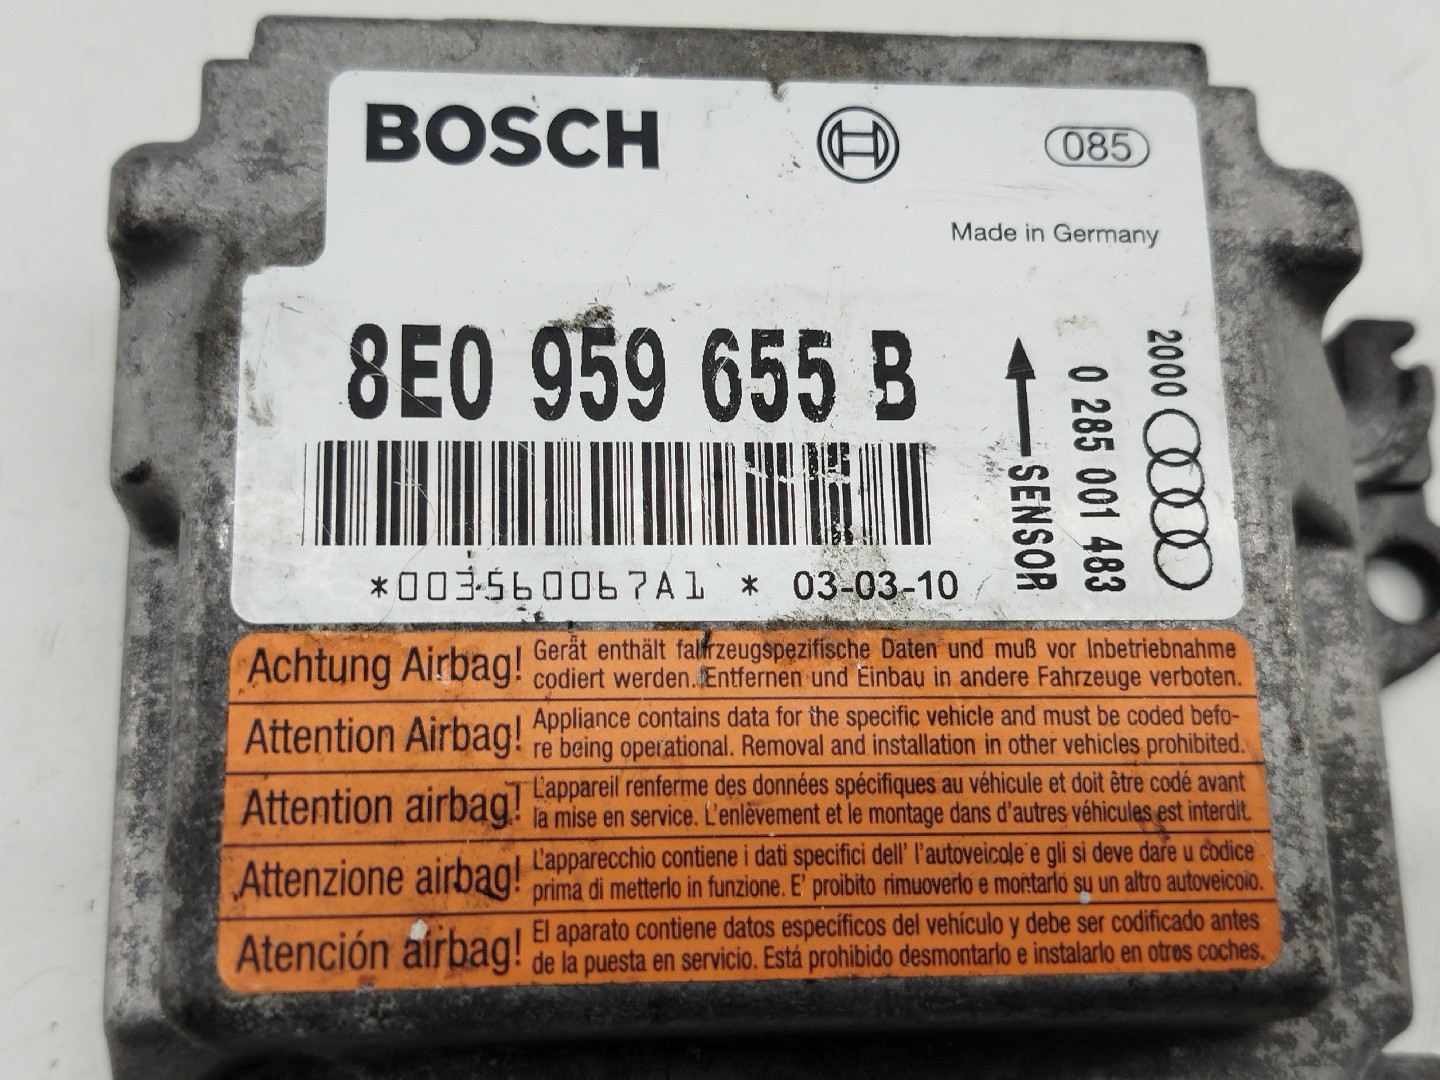 BOSCH
085
Made in Germany
8E0 959 655 B
*003560067A1 * 03-03-10
SENSOR
0 285 001 483
2000
Achtung Airbag! Gerät enthält fahrzeugspezifische Daten und muß vor Inbetriebnahme
codiert werden. Entfernen und Einbau in andere Fahrzeuge verboten.
Attention Airbag! Appliance contains data for the specific vehicle and must be coded befo-
re being operational. Removal and installation in other vehicles prohibited.
Attention airbag! L'appareil renferme des données spécifiques au véhicule et doit être codé avant
la mise en service. L'enlèvement et le montage dans d'autres véhicules est interdit.
Attenzione airbag! L'apparecchio contiene i dati specifici dell' l'autoveicole e gli si deve dare u codice
prima di metterlo in funzione. E' proibito rimuoverlo e montarlo su un altro autoveicolo.
Atención airbag! El aparato contiene datos específicos del vehículo y debe ser codificado antes
de la puesta en servicio. Está prohibido desmontarlo e instalarlo en otros coches.